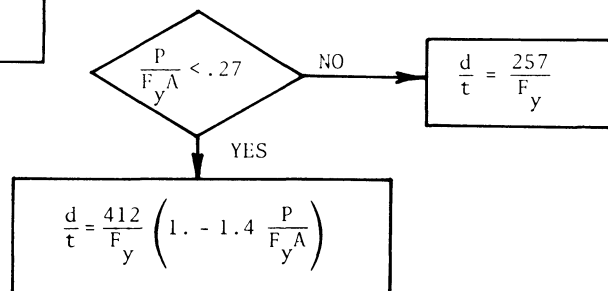 P/F_y A < .27
NO
d/t = 257/F_y
YES
d/t = 412/F_y (1. - 1.4 P/F_y A)